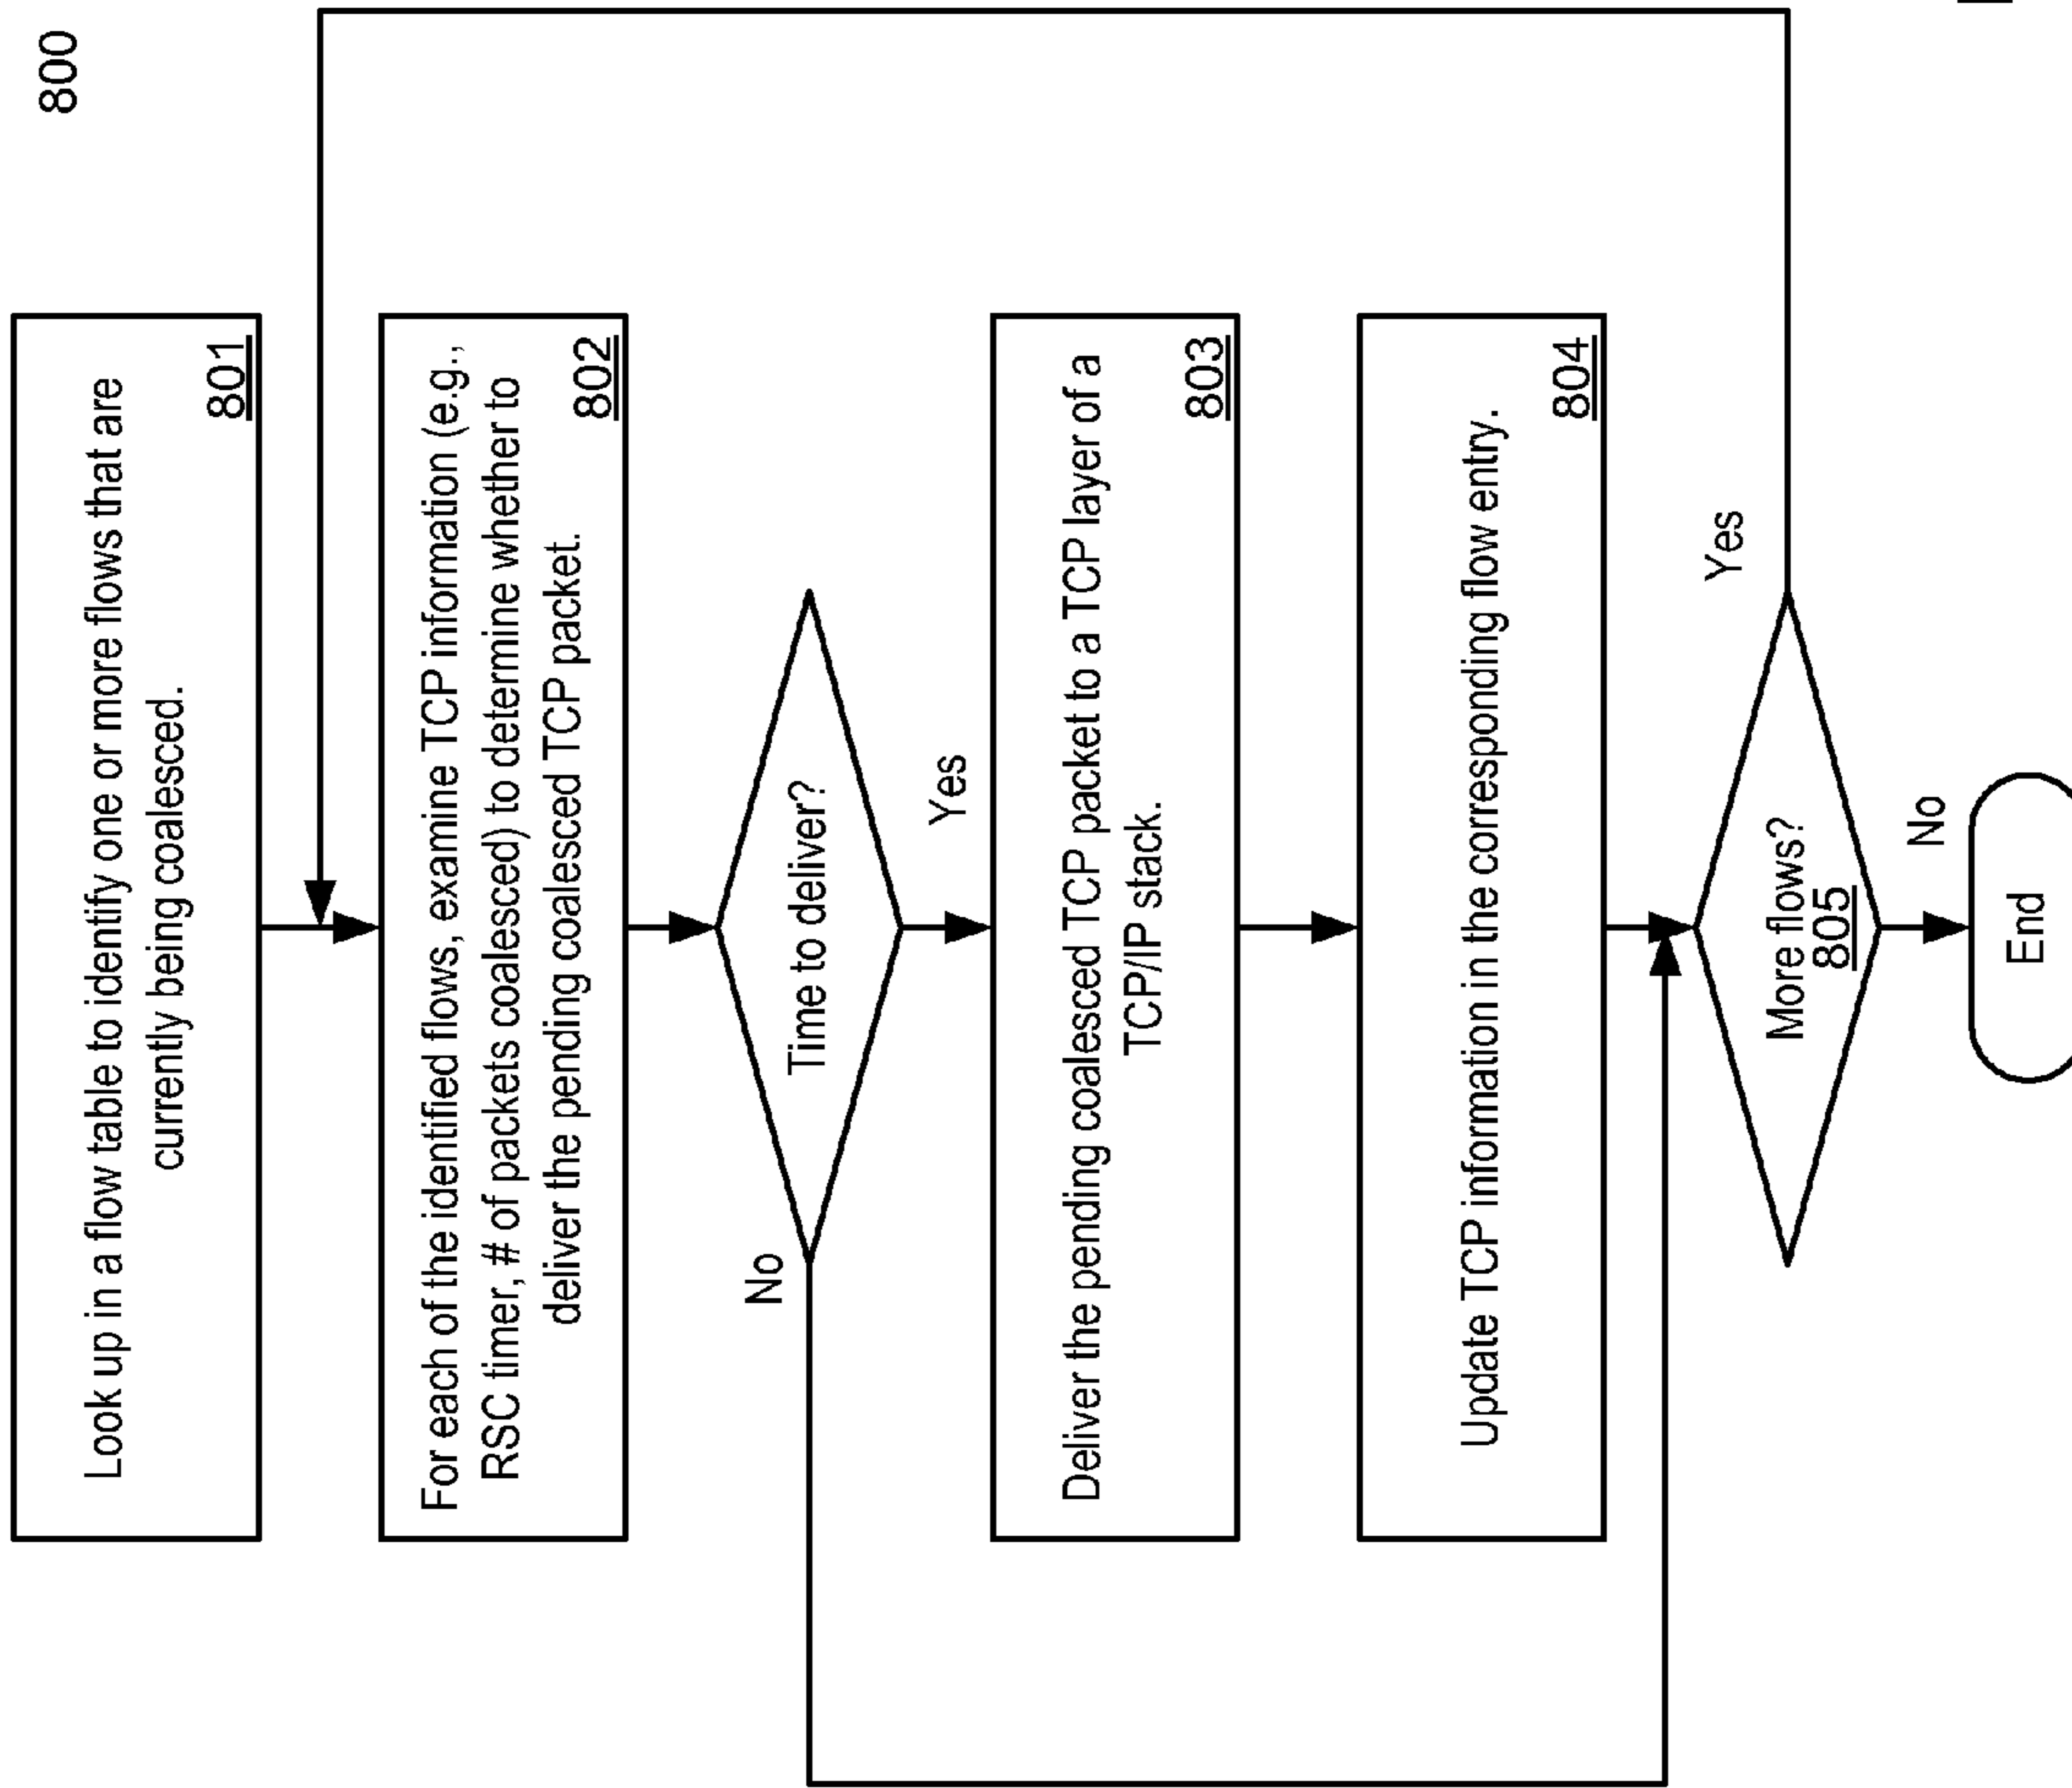 800
Look up in a flow table to identify one or more flows that are
currently being coalesced.
801
For each of the identified flows, examine TCP information (e.g.,
RSC timer, # of packets coalesced) to determine whether to
deliver the pending coalesced TCP packet.
802
Time to deliver?
No
Yes
Deliver the pending coalesced TCP packet to a TCP layer of a
TCP/IP stack.
803
Update TCP information in the corresponding flow entry.
804
More flows?
805
Yes
No
End